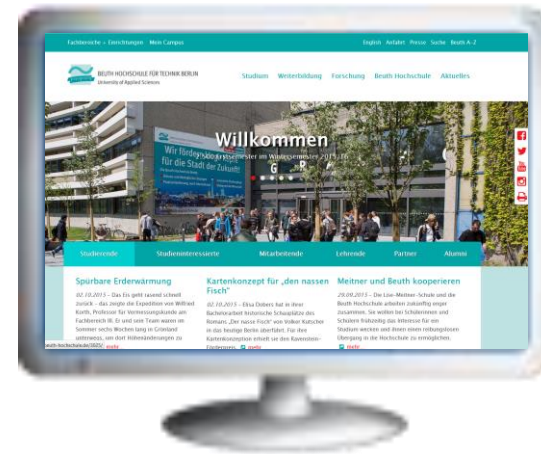 Fachbereiche + Einrichtungen Mein Campus
English Anfahrt Presse Suche Beuth A–Z
BEUTH HOCHSCHULE FÜR TECHNIK BERLIN
University of Applied Sciences
Studium Weiterbildung Forschung Beuth Hochschule Aktuelles
Willkommen
Erstsemester im Wintersemester
Wir fördern
für die Stadt der Zukunft
Studierende Studieninteressierte Mitarbeitende Lehrende Partner Alumni
Spürbare Erderwärmung
02.10.2015 – Das Eis geht rasend schnell
zurück – das zeigte die Expedition von Wilfried
Korth, Professor für Vermessungskunde am
Fachbereich III. Er und sein Team waren im
Sommer sechs Wochen lang in Grönland
unterwegs, um dort Höhenänderungen zu
Kartenkonzept für „den nassen
Fisch“
02.10.2015 – Elisa Dobers hat in ihrer
Bachelorarbeit historische Schauplätze des
Romans „Der nasse Fisch“ von Volker Kutscher
in das heutige Berlin überführt. Für ihre
Kartenkonzeption erhielt sie den Ravenstein-
Förderpreis. mehr
Meitner und Beuth kooperieren
29.09.2015 – Die Lise-Meitner-Schule und die
Beuth Hochschule arbeiten zukünftig enger
zusammen. Sie wollen bei Schülerinnen und
Schülern frühzeitig das Interesse für ein
Studium wecken und ihnen einen reibungslosen
Übergang in die Hochschule zu ermöglichen.
mehr